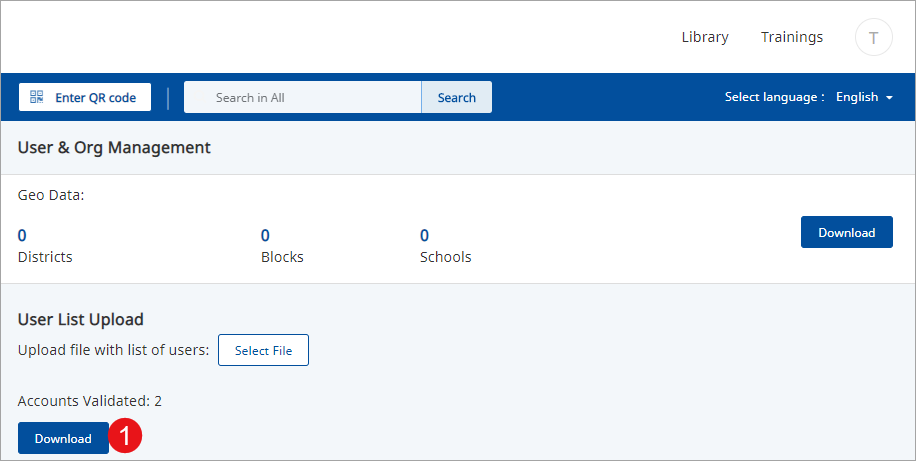 Library Trainings T
Enter QR code Search in All Search Select language : English
User & Org Management
Geo Data:
0 0 0 Download
Districts Blocks Schools
User List Upload
Upload file with list of users: Select File
Accounts Validated: 2
Download 1